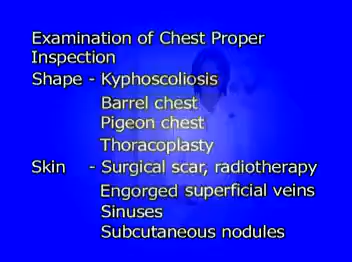 Examination of Chest Proper
Inspection
Shape - Kyphoscoliosis
Barrel chest
Pigeon chest
Thoracoplasty
Skin - Surgical scar, radiotherapy
Engorged superficial veins
Sinuses
Subcutaneous nodules